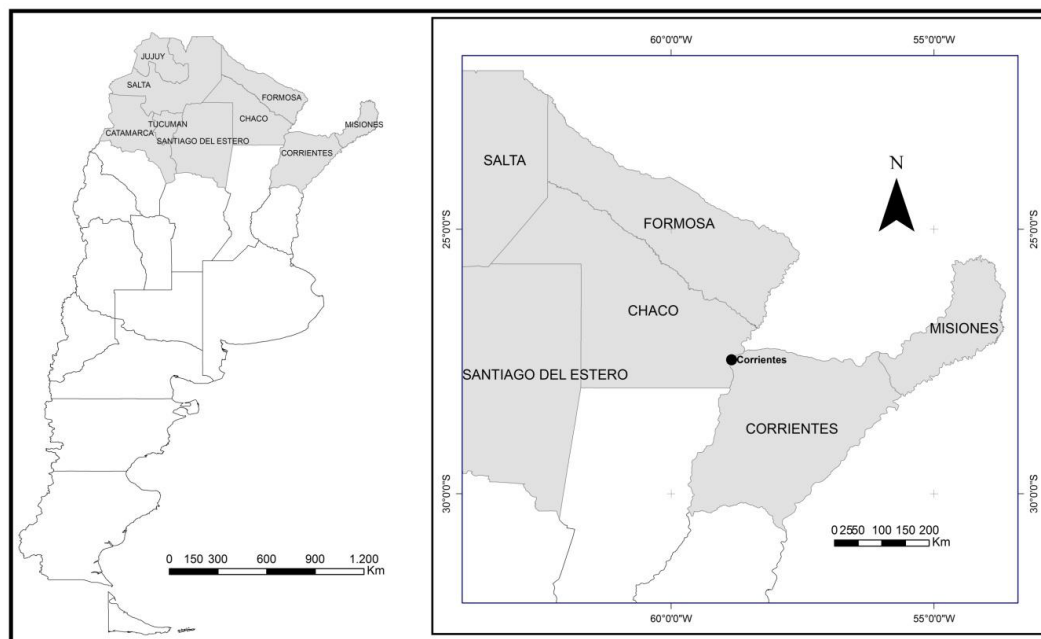 JUJUY
SALTA
FORMOSA
CHACO
TUCUMAN
CATAMARCA
SANTIAGO DEL ESTERO
MISIONES
CORRIENTES
0 150 300 600 900 1.200
Km
60°0'0"W 55°0'0"W
N
SALTA
FORMOSA
25°0'0"S 25°0'0"S
CHACO
MISIONES
Corrientes
SANTIAGO DEL ESTERO
CORRIENTES
30°0'0"S 30°0'0"S
0 25 50 100 150 200
Km
60°0'0"W 55°0'0"W